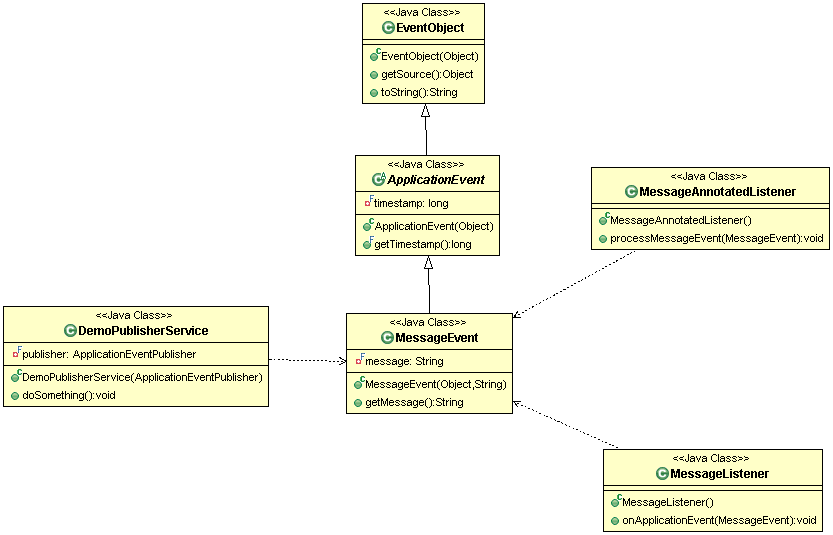 <<Java Class>>
EventObject
EventObject(Object)
getSource():Object
toString():String
<<Java Class>>
ApplicationEvent
timestamp: long
ApplicationEvent(Object)
getTimestamp():long
<<Java Class>>
MessageAnnotatedListener
MessageAnnotatedListener()
processMessageEvent(MessageEvent):void
<<Java Class>>
DemoPublisherService
publisher: ApplicationEventPublisher
DemoPublisherService(ApplicationEventPublisher)
doSomething():void
<<Java Class>>
MessageEvent
message: String
MessageEvent(Object,String)
getMessage():String
<<Java Class>>
MessageListener
MessageListener()
onApplicationEvent(MessageEvent):void